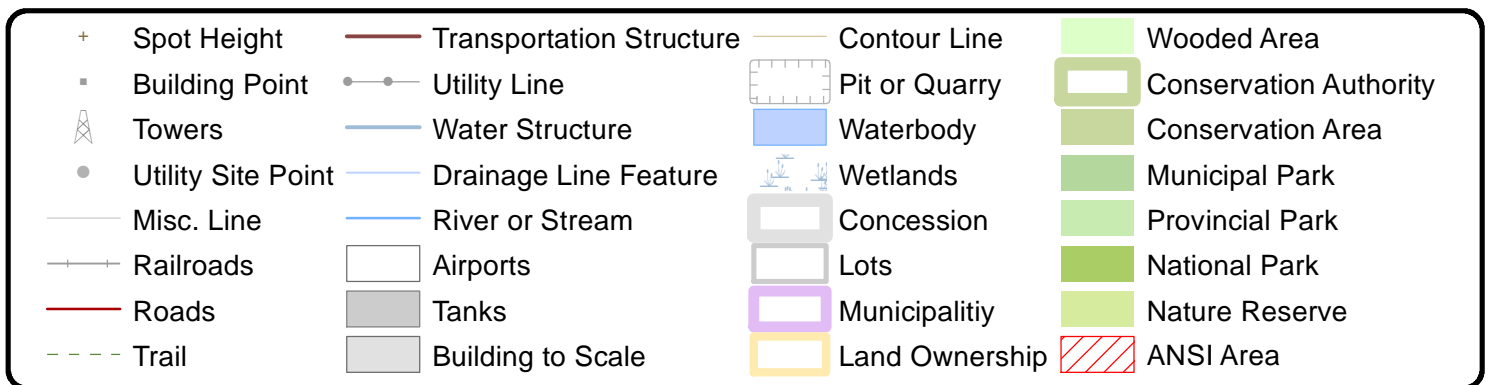 Spot Height
Building Point
Towers
Utility Site Point
Misc. Line
Railroads
Roads
Trail
Transportation Structure
Utility Line
Water Structure
Drainage Line Feature
River or Stream
Airports
Tanks
Building to Scale
Contour Line
Pit or Quarry
Waterbody
Wetlands
Concession
Lots
Municipalitiy
Land Ownership
Wooded Area
Conservation Authority
Conservation Area
Municipal Park
Provincial Park
National Park
Nature Reserve
ANSI Area